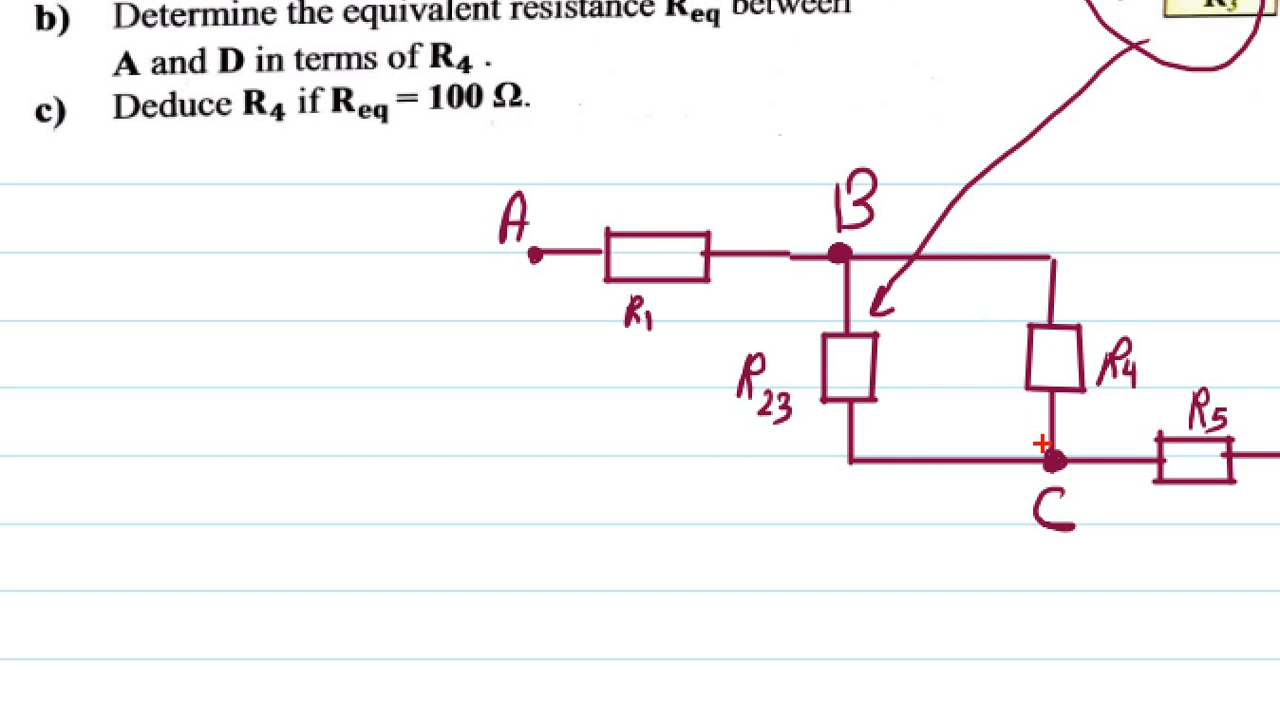 b) Determine the equivalent resistance Req between
A and D in terms of R4 .
c) Deduce R4 if Req = 100 Ω.
R3
A
B
R1
R23
R4
R5
C